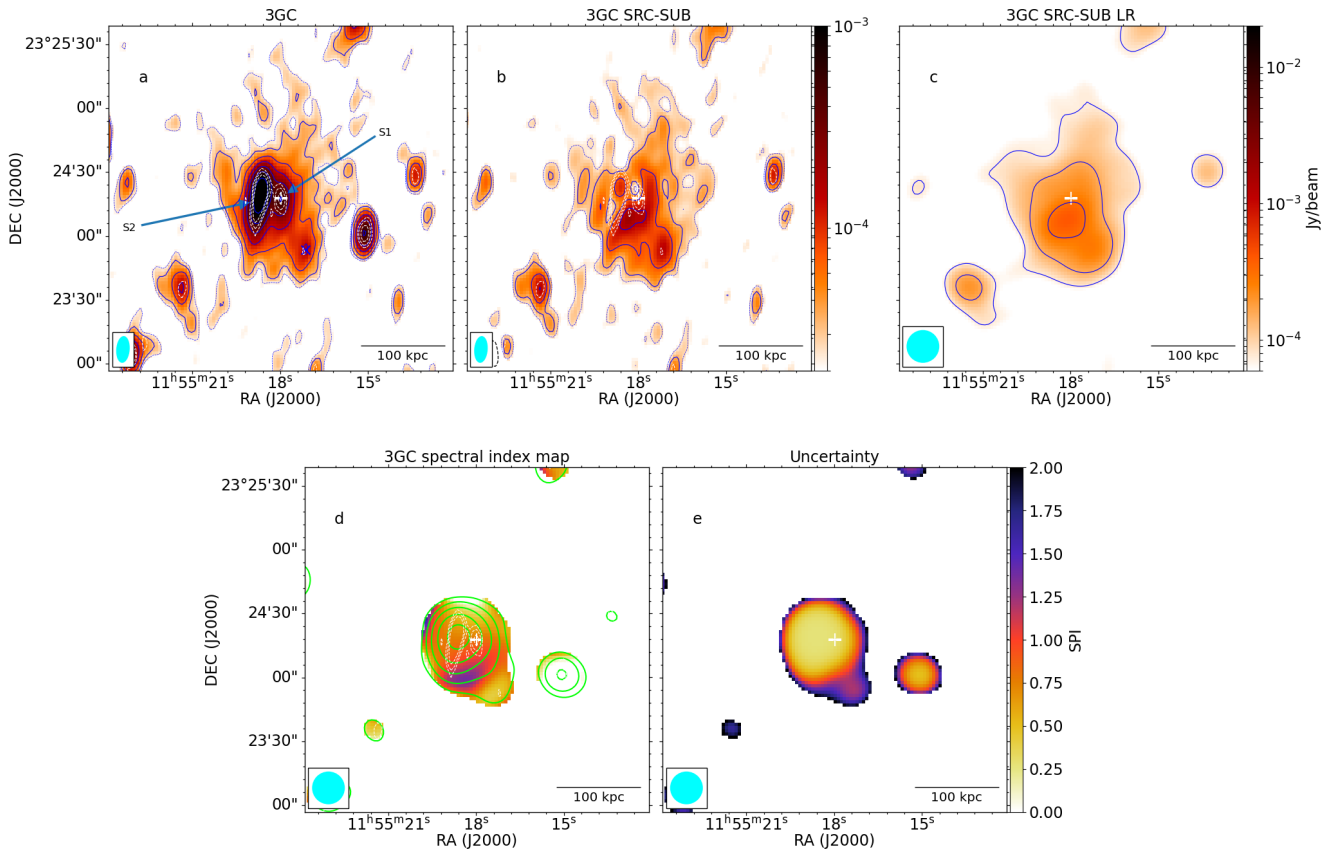 3GC
3GC SRC-SUB
3GC SRC-SUB LR
a
b
c
S1
S2
23°25'30"
00"
24'30"
00"
23'30"
00"
DEC (J2000)
100 kpc
100 kpc
100 kpc
11ʰ55ᵐ21ˢ 18ˢ 15ˢ
11ʰ55ᵐ21ˢ 18ˢ 15ˢ
11ʰ55ᵐ21ˢ 18ˢ 15ˢ
RA (J2000)
RA (J2000)
RA (J2000)
10⁻³
10⁻⁴
10⁻²
10⁻³
10⁻⁴
Jy/beam
3GC spectral index map
Uncertainty
d
e
23°25'30"
00"
24'30"
00"
23'30"
00"
DEC (J2000)
100 kpc
100 kpc
11ʰ55ᵐ21ˢ 18ˢ 15ˢ
11ʰ55ᵐ21ˢ 18ˢ 15ˢ
RA (J2000)
RA (J2000)
2.00
1.75
1.50
1.25
1.00
0.75
0.50
0.25
0.00
SPI